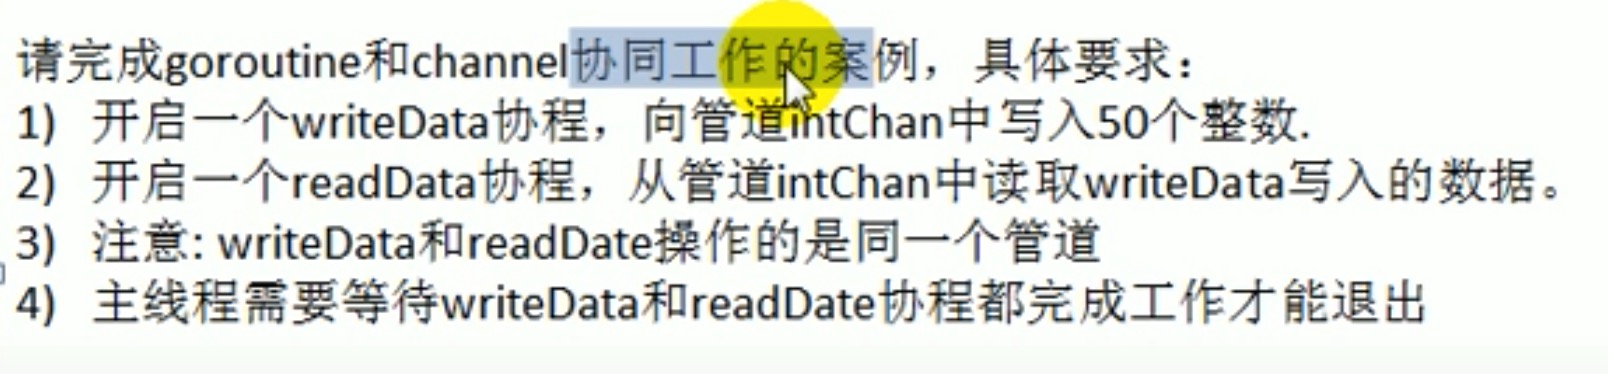 请完成goroutine和channel协同工作的案例，具体要求：
1) 开启一个writeData协程，向管道intChan中写入50个整数.
2) 开启一个readData协程，从管道intChan中读取writeData写入的数据。
3) 注意: writeData和readDate操作的是同一个管道
4) 主线程需要等待writeData和readDate协程都完成工作才能退出